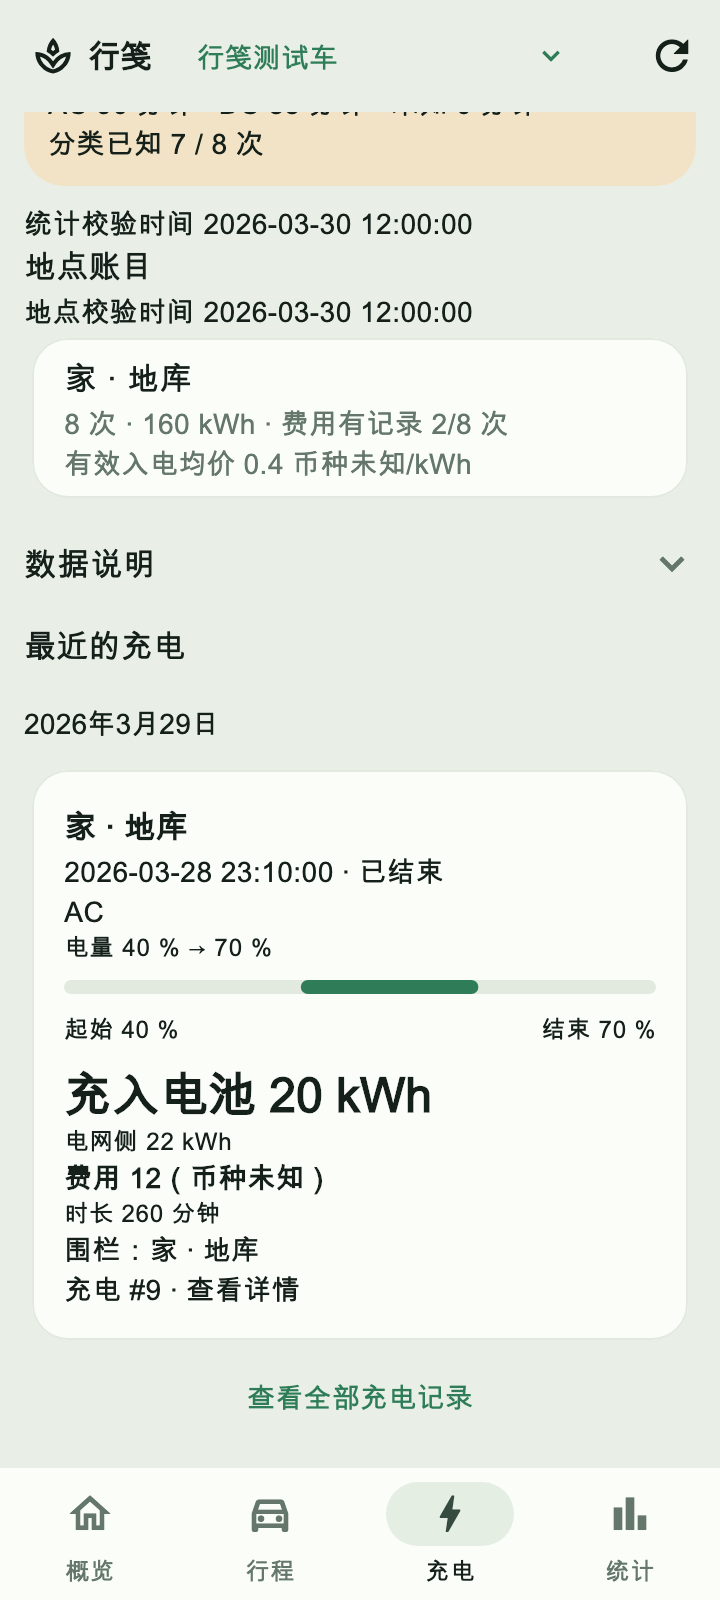 行笺
行笺测试车
分类已知 7 / 8 次
统计校验时间 2026-03-30 12:00:00
地点账目
地点校验时间 2026-03-30 12:00:00
家 · 地库
8 次 · 160 kWh · 费用有记录 2/8 次
有效入电均价 0.4 币种未知/kWh
数据说明
最近的充电
2026年3月29日
家 · 地库
2026-03-28 23:10:00 · 已结束
AC
电量 40 % → 70 %
起始 40 %
结束 70 %
充入电池 20 kWh
电网侧 22 kWh
费用 12 ( 币种未知 )
时长 260 分钟
围栏：家 · 地库
充电 #9 · 查看详情
查看全部充电记录
概览
行程
充电
统计